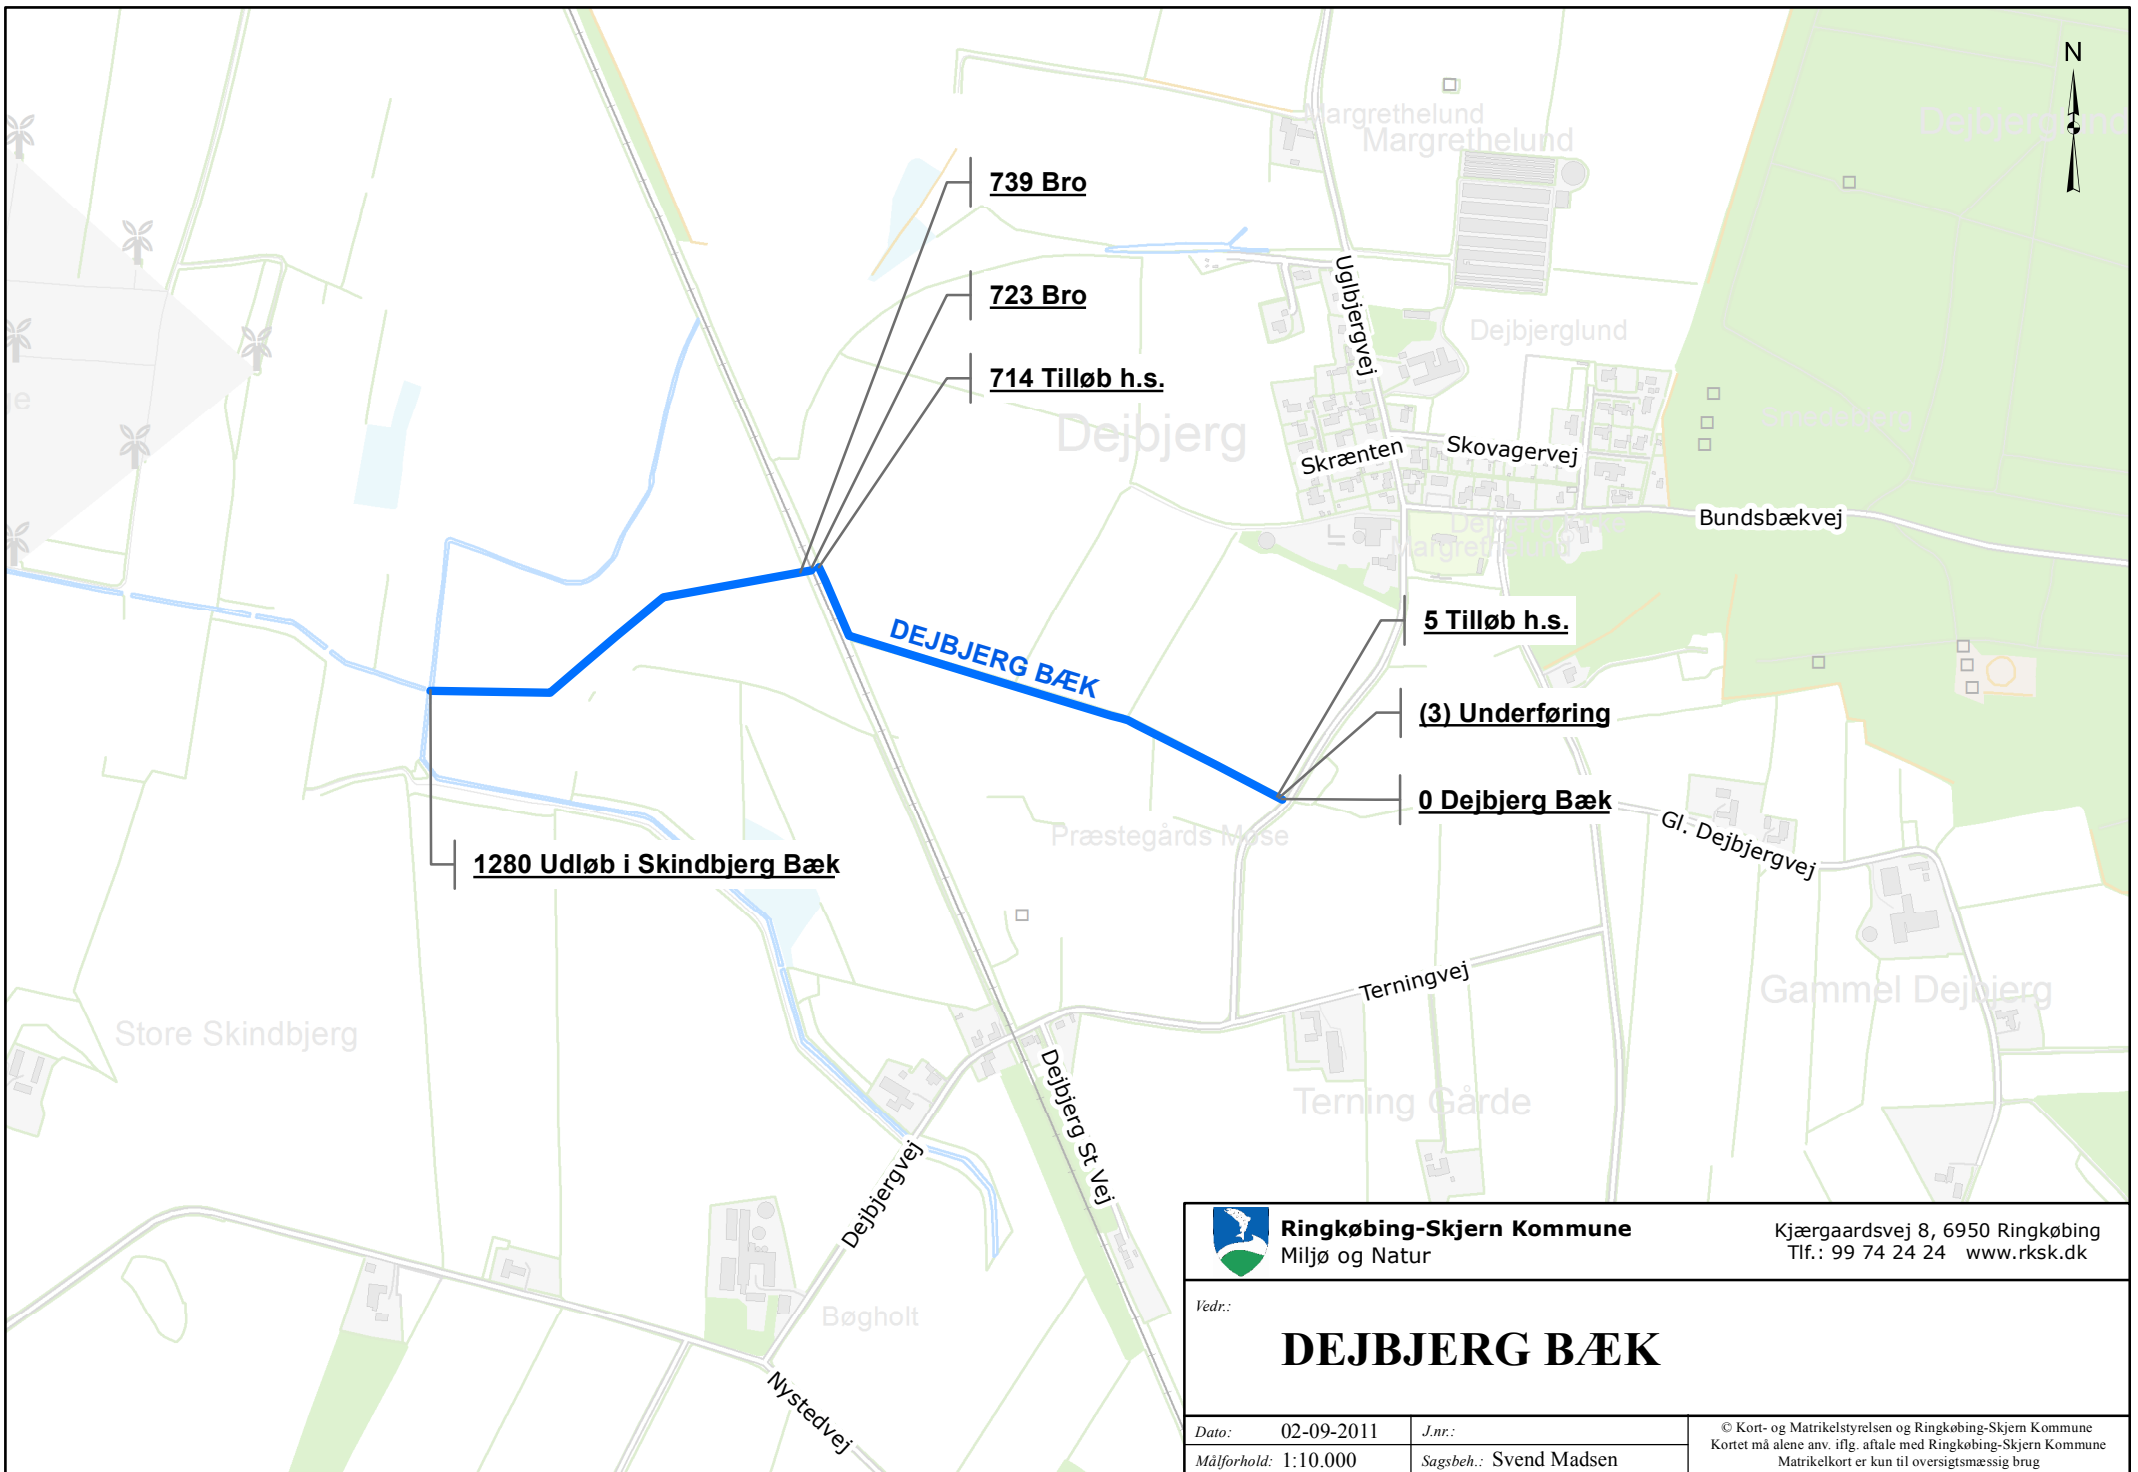 N
Margrethelund
Margrethelund
739 Bro
723 Bro
714 Tilløb h.s.
Uglbjergvej
Dejbjerglund
Dejbjerg
Skrænten
Skovagervej
Bundsbækvej
DEJBJERG BÆK
5 Tilløb h.s.
(3) Underføring
0 Dejbjerg Bæk
Præstegårds Mose
Gl. Dejbjergvej
1280 Udløb i Skindbjerg Bæk
Terningvej
Gammel Dejbjerg
Store Skindbjerg
Dejbjerg St Vej
Terning Gårde
Dejbjergvej
Bøgholt
Nystedvej
Ringkøbing-Skjern Kommune
Miljø og Natur
Kjærgaardsvej 8, 6950 Ringkøbing
Tlf.: 99 74 24 24 www.rksk.dk
Vedr.:
DEJBJERG BÆK
Dato: 02-09-2011
J.nr.:
Målforhold: 1:10.000
Sagsbeh.: Svend Madsen
© Kort- og Matrikelstyrelsen og Ringkøbing-Skjern Kommune
Kortet må alene anv. iflg. aftale med Ringkøbing-Skjern Kommune
Matrikelkort er kun til oversigtsmæssig brug